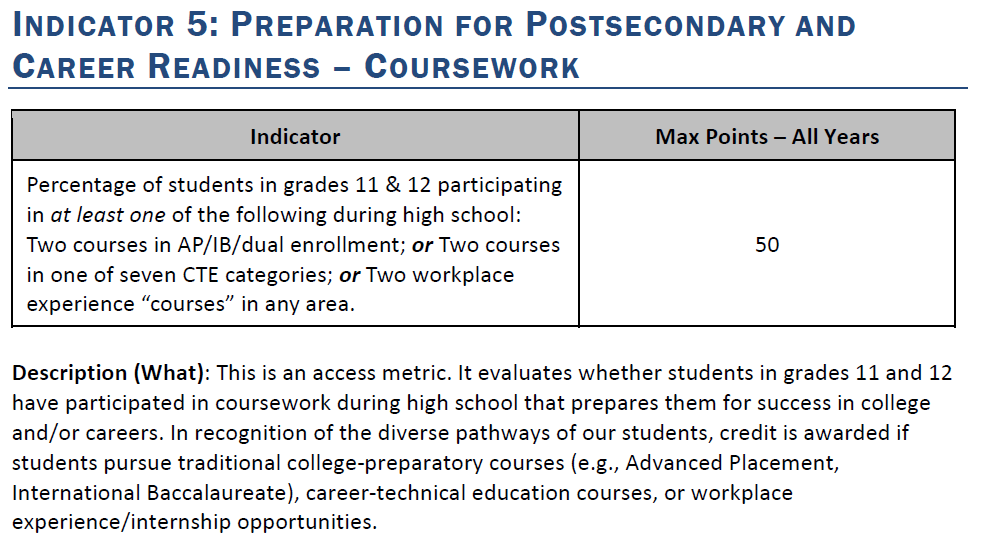 INDICATOR 5: PREPARATION FOR POSTSECONDARY AND
CAREER READINESS – COURSEWORK
Indicator
Max Points – All Years
Percentage of students in grades 11 & 12 participating
in at least one of the following during high school:
Two courses in AP/IB/dual enrollment; or Two courses
in one of seven CTE categories; or Two workplace
experience “courses” in any area.
50
Description (What): This is an access metric. It evaluates whether students in grades 11 and 12
have participated in coursework during high school that prepares them for success in college
and/or careers. In recognition of the diverse pathways of our students, credit is awarded if
students pursue traditional college-preparatory courses (e.g., Advanced Placement,
International Baccalaureate), career-technical education courses, or workplace
experience/internship opportunities.